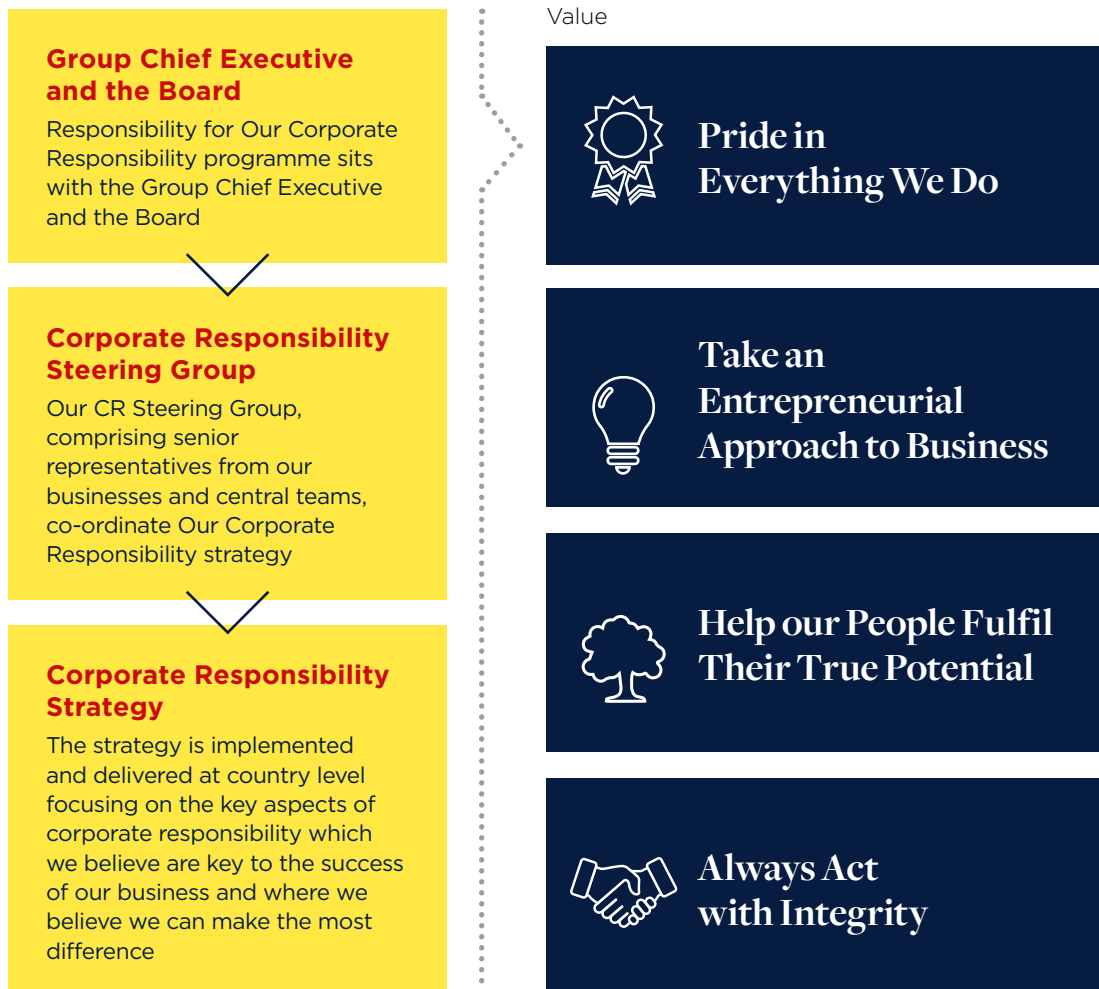 Group Chief Executive
and the Board
Responsibility for Our Corporate
Responsibility programme sits
with the Group Chief Executive
and the Board
Corporate Responsibility
Steering Group
Our CR Steering Group,
comprising senior
representatives from our
businesses and central teams,
co-ordinate Our Corporate
Responsibility strategy
Corporate Responsibility
Strategy
The strategy is implemented
and delivered at country level
focusing on the key aspects of
corporate responsibility which
we believe are key to the success
of our business and where we
believe we can make the most
difference
Value
Pride in
Everything We Do
Take an
Entrepreneurial
Approach to Business
Help our People Fulfil
Their True Potential
Always Act
with Integrity